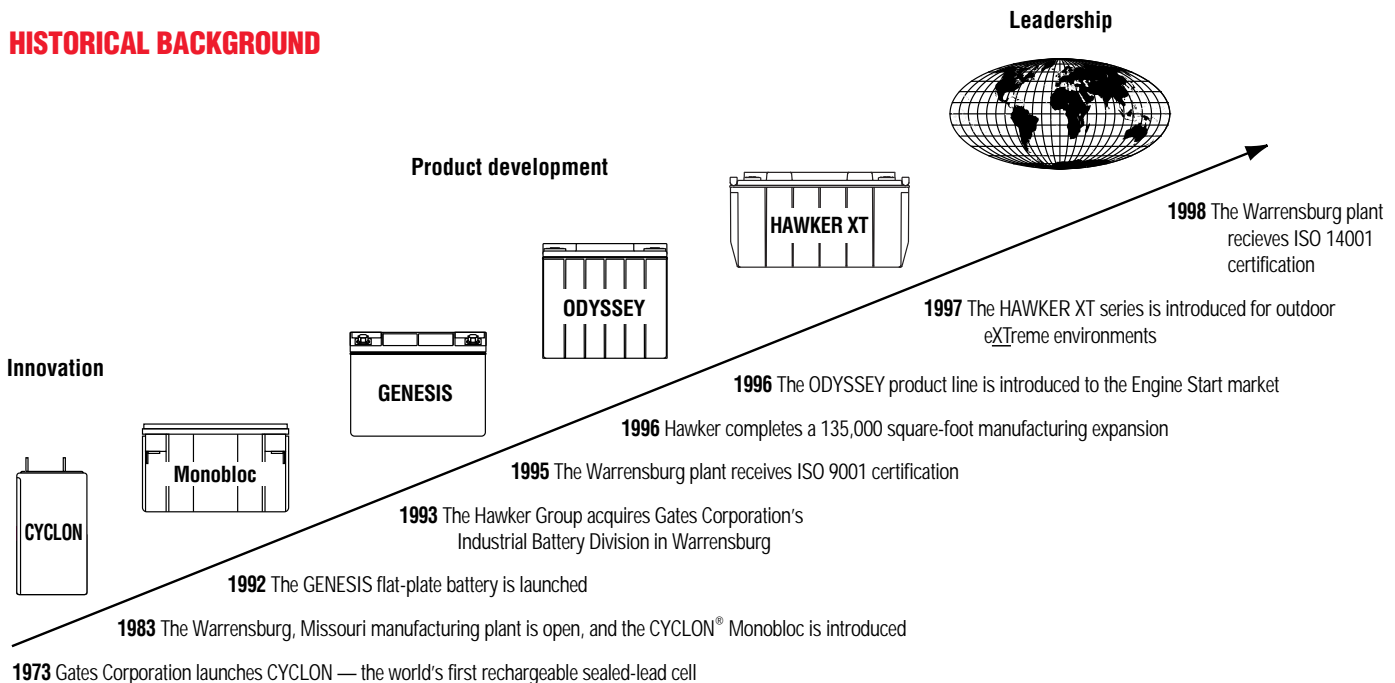 HISTORICAL BACKGROUND
Leadership
Product development
Innovation
HAWKER XT
ODYSSEY
GENESIS
Monobloc
CYCLON
1998 The Warrensburg plant
recieves ISO 14001
certification
1997 The HAWKER XT series is introduced for outdoor
eXTreme environments
1996 The ODYSSEY product line is introduced to the Engine Start market
1996 Hawker completes a 135,000 square-foot manufacturing expansion
1995 The Warrensburg plant receives ISO 9001 certification
1993 The Hawker Group acquires Gates Corporation's
Industrial Battery Division in Warrensburg
1992 The GENESIS flat-plate battery is launched
1983 The Warrensburg, Missouri manufacturing plant is open, and the CYCLON® Monobloc is introduced
1973 Gates Corporation launches CYCLON — the world's first rechargeable sealed-lead cell